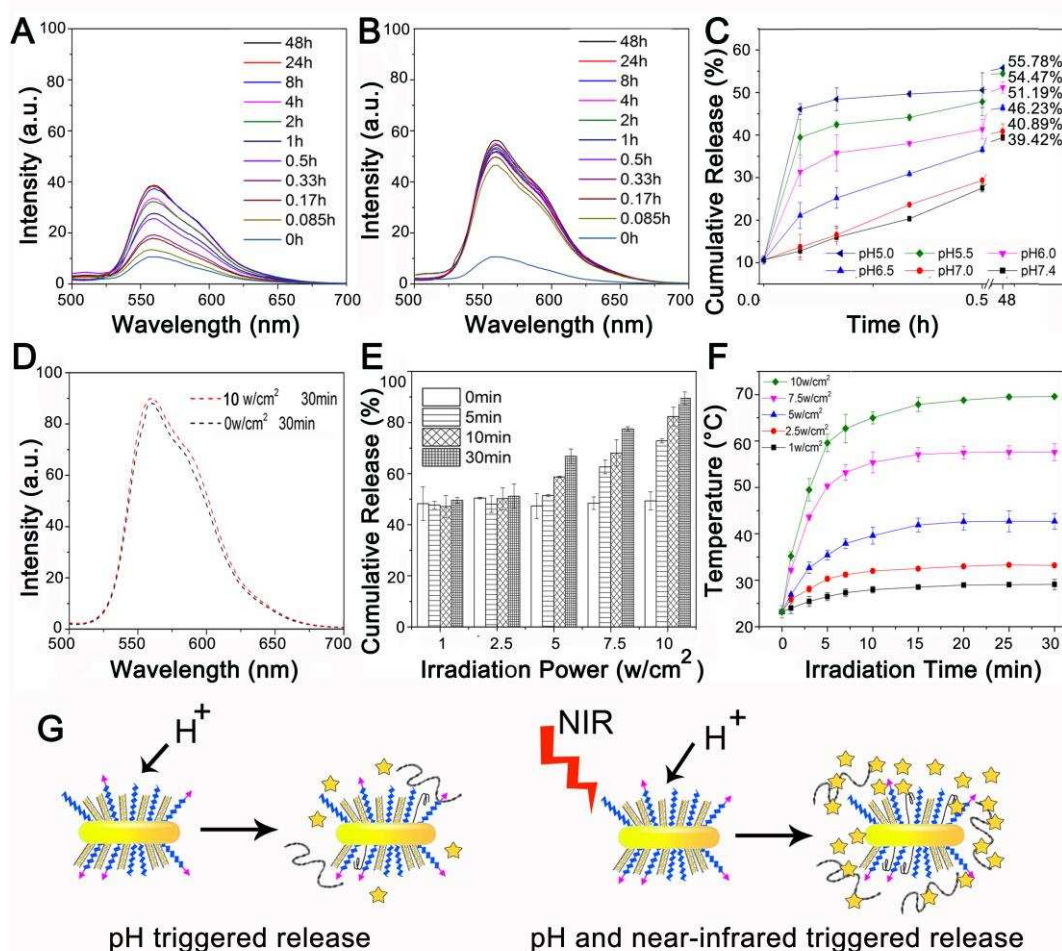 A
Intensity (a.u.)
100
80
60
40
20
0
48h
24h
8h
4h
2h
1h
0.5h
0.33h
0.17h
0.085h
0h
500 550 600 650 700
Wavelength (nm)
B
Intensity (a.u.)
100
80
60
40
20
0
48h
24h
8h
4h
2h
1h
0.5h
0.33h
0.17h
0.085h
0h
500 550 600 650 700
Wavelength (nm)
C
Cumulative Release (%)
60
50
40
30
20
10
55.78%
54.47%
51.19%
46.23%
40.89%
39.42%
pH5.0 pH5.5 pH6.0
pH6.5 pH7.0 pH7.4
0.0 0.5 48
Time (h)
D
Intensity (a.u.)
100
80
60
40
20
0
10 w/cm² 30min
0w/cm² 30min
500 550 600 650 700
Wavelength (nm)
E
Cumulative Release (%)
100
80
60
40
20
0
0min
5min
10min
30min
1 2.5 5 7.5 10
Irradiation Power (w/cm²)
F
Temperature (°C)
70
60
50
40
30
20
10w/cm²
7.5w/cm²
5w/cm²
2.5w/cm²
1w/cm²
0 5 10 15 20 25 30
Irradiation Time (min)
G
H⁺
pH triggered release
NIR
H⁺
pH and near-infrared triggered release